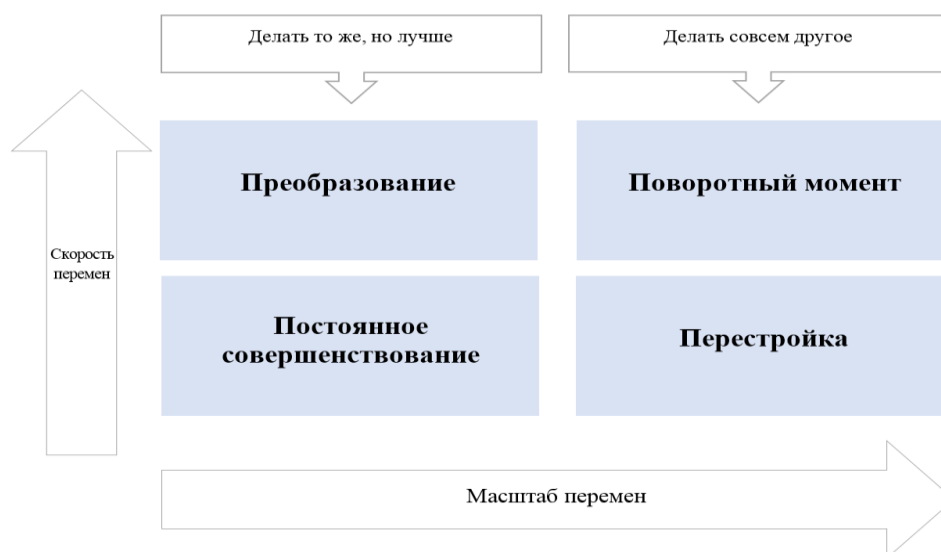 Делать то же, но лучше
Делать совсем другое
Преобразование
Поворотный момент
Скорость
перемен
Постоянное
совершенствование
Перестройка
Масштаб перемен